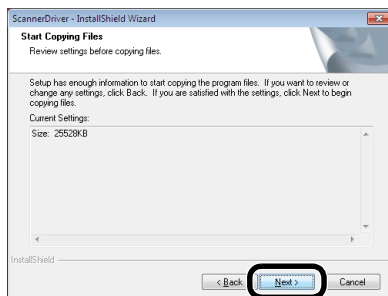 ScannerDriver - InstallShield Wizard
Start Copying Files
Review settings before copying files.
Setup has enough information to start copying the program files. If you want to review or
change any settings, click Back. If you are satisfied with the settings, click Next to begin
copying files.
Current Settings:
Size: 25528KB
InstallShield
< Back
Next >
Cancel